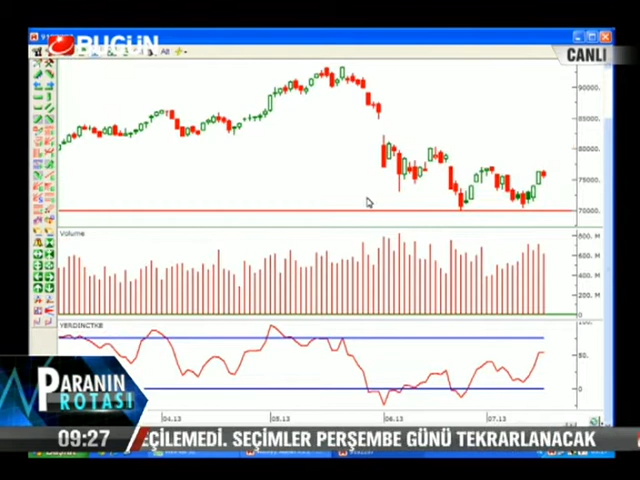 BUGÜN
CANLI
90000.
85000.
80000.
75000.
70000.
Volume
800. M
600. M
400. M
200. M
0
YERDINCTKE
100.
50.
0
PARANIN
ROTASI
04.13
05.13
06.13
07.13
09:27
EÇİLEMEDİ. SEÇİMLER PERŞEMBE GÜNÜ TEKRARLANACAK